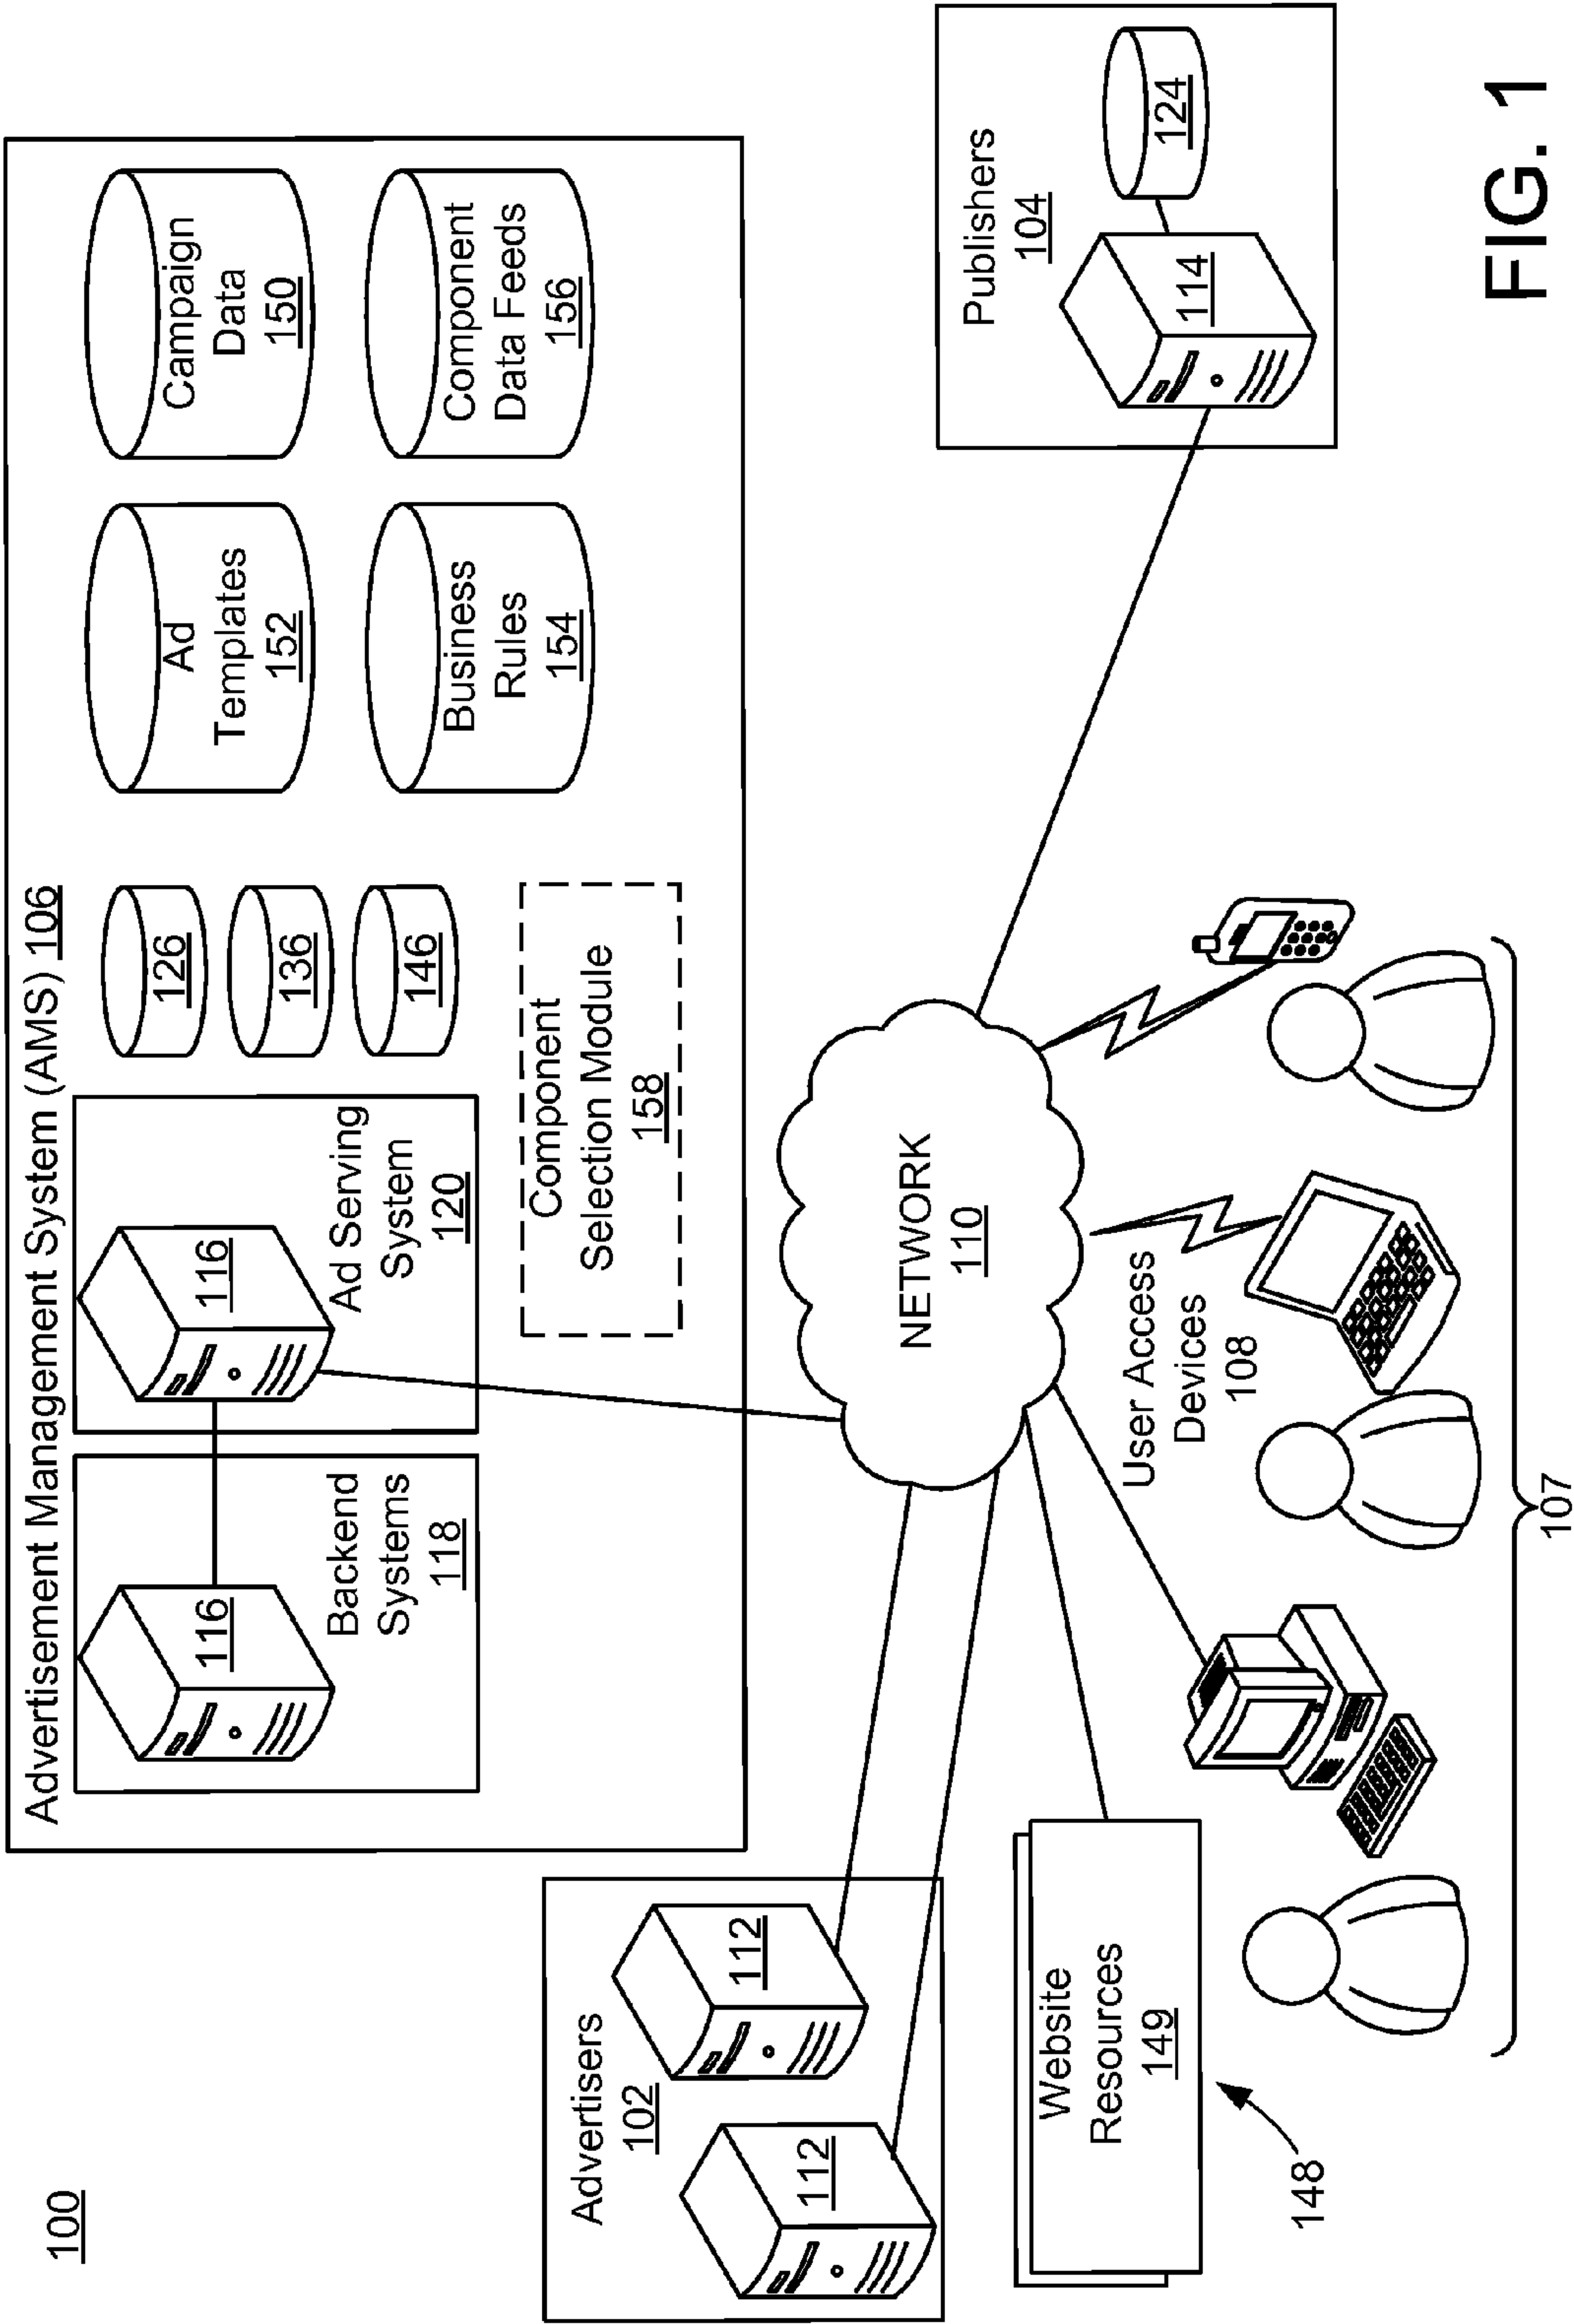 100
Advertisement Management System (AMS) 106
116
Backend
Systems
118
116
Ad Serving
System
120
126
136
146
Component
Selection Module
158
Ad
Templates
152
Campaign
Data
150
Business
Rules
154
Component
Data Feeds
156
Advertisers
102
112
112
NETWORK
110
Publishers
104
114
124
Website
Resources
149
148
User Access
Devices
108
107
FIG. 1